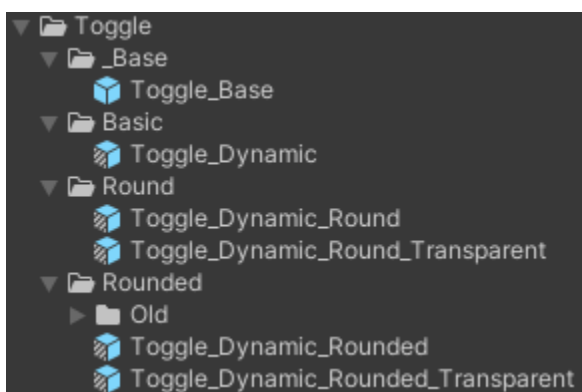 Toggle
_Base
Toggle_Base
Basic
Toggle_Dynamic
Round
Toggle_Dynamic_Round
Toggle_Dynamic_Round_Transparent
Rounded
Old
Toggle_Dynamic_Rounded
Toggle_Dynamic_Rounded_Transparent